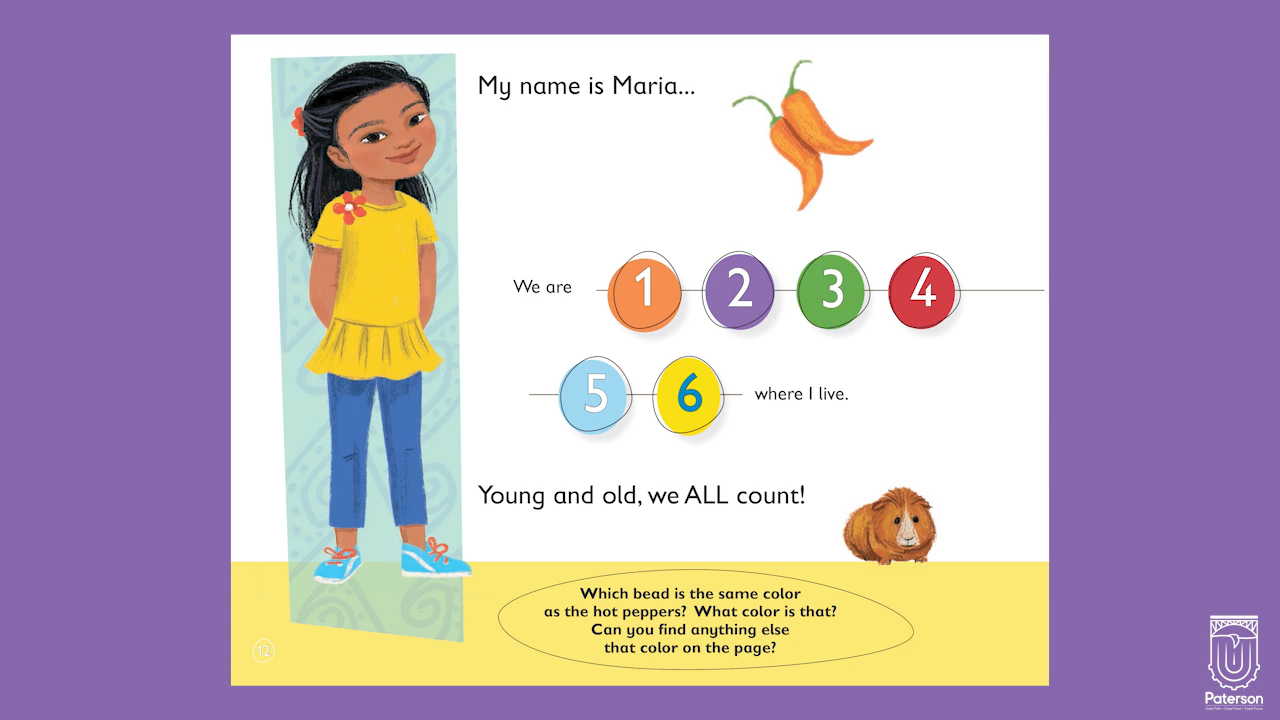 My name is Maria...
We are 1 2 3 4
5 6 where I live.
Young and old, we ALL count!
Which bead is the same color
as the hot peppers? What color is that?
Can you find anything else
that color on the page?
12
Paterson